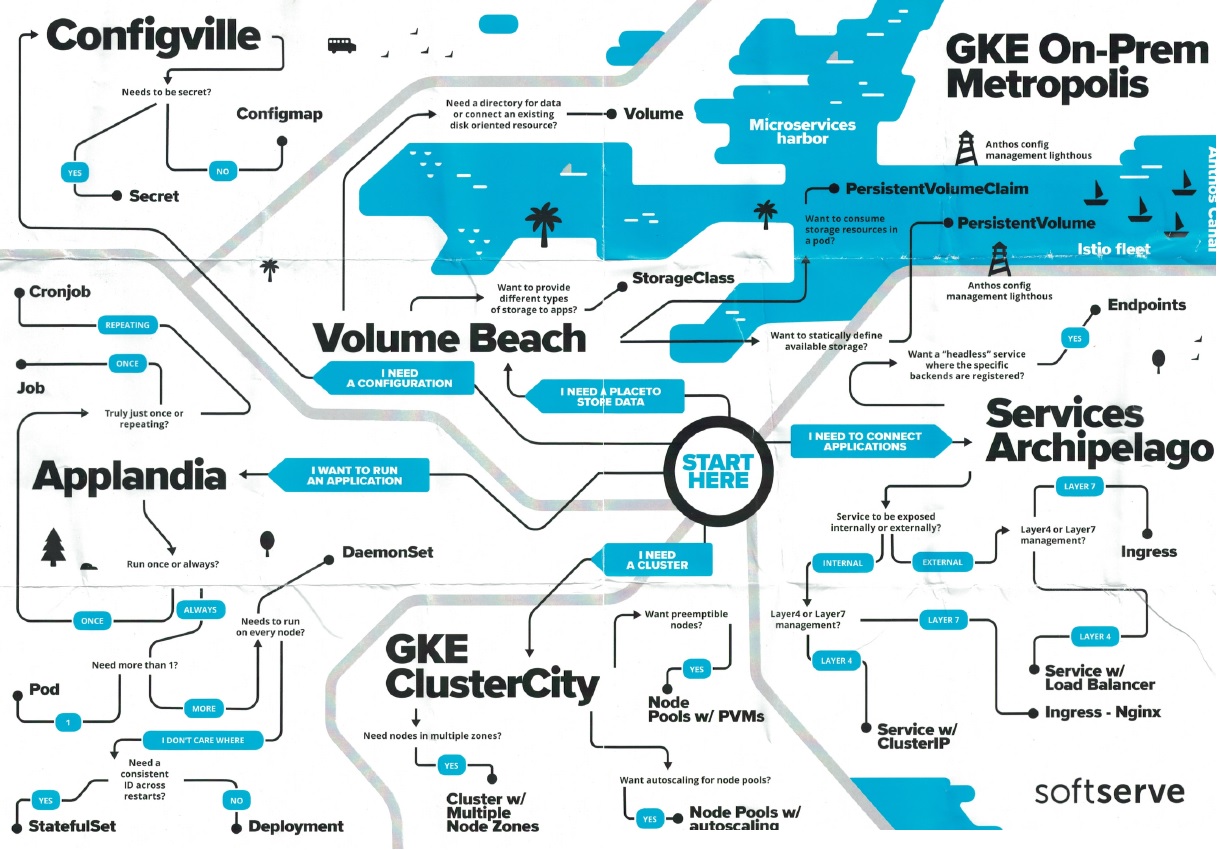 Configville
Needs to be secret?
YES
NO
Configmap
Secret
Need a directory for data
or connect an existing
disk oriented resource?
Volume
Microservices
harbor
GKE On-Prem
Metropolis
Anthos config
management lighthouse
Anthos Canal
PersistentVolumeClaim
Want to consume
storage resources in
a pod?
PersistentVolume
Istio fleet
Anthos config
management lighthouse
StorageClass
Want to provide
different types
of storage to apps?
Volume Beach
Want to statically define
available storage?
Endpoints
YES
Want a "headless" service
where the specific
backends are registered?
Cronjob
REPEATING
ONCE
Job
Truly just once or
repeating?
I NEED
A CONFIGURATION
I NEED A PLACETO
STORE DATA
START
HERE
I NEED TO CONNECT
APPLICATIONS
Services
Archipelago
Applandia
I WANT TO RUN
AN APPLICATION
I NEED
A CLUSTER
Service to be exposed
internally or externally?
INTERNAL
EXTERNAL
LAYER 7
Layer4 or Layer7
management?
Ingress
Run once or always?
DaemonSet
ONCE
ALWAYS
Needs to run
on every node?
Need more than 1?
Pod
1
MORE
I DON'T CARE WHERE
Need a
consistent
ID across
restarts?
YES
NO
StatefulSet
Deployment
GKE
ClusterCity
Want preemptible
nodes?
YES
Node
Pools w/ PVMs
Need nodes in multiple zones?
YES
Cluster w/
Multiple
Node Zones
Want autoscaling for node pools?
YES
Node Pools w/
autoscaling
Layer4 or Layer7
management?
LAYER 7
LAYER 4
LAYER 4
Service w/
Load Balancer
Ingress - Nginx
Service w/
ClusterIP
softserve